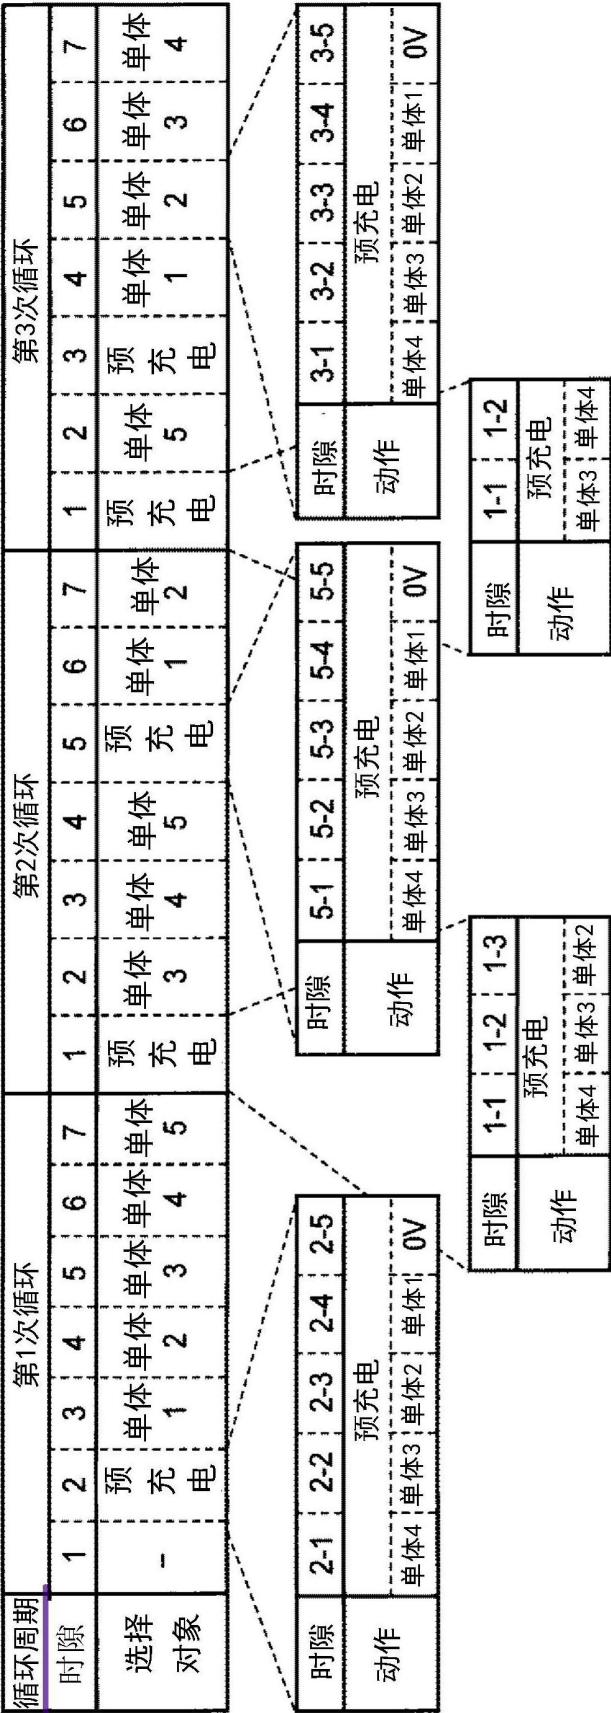 循环周期 第1次循环 第2次循环 第3次循环
时隙 1 2 3 4 5 6 7 1 2 3 4 5 6 7 1 2 3 4 5 6 7
选择对象 – 预充电 单体1 单体2 单体3 单体4 单体5 预充电 单体3 单体4 单体5 预充电 单体1 单体2 预充电 单体5 预充电 单体1 单体2 单体3 单体4
时隙 2-1 2-2 2-3 2-4 2-5
动作 预充电
单体4 单体3 单体2 单体1 0V
时隙 5-1 5-2 5-3 5-4 5-5
动作 预充电
单体4 单体3 单体2 单体1 0V
时隙 3-1 3-2 3-3 3-4 3-5
动作 预充电
单体4 单体3 单体2 单体1 0V
时隙 1-1 1-2 1-3
动作 预充电
单体4 单体3 单体2
时隙 1-1 1-2
动作 预充电
单体3 单体4